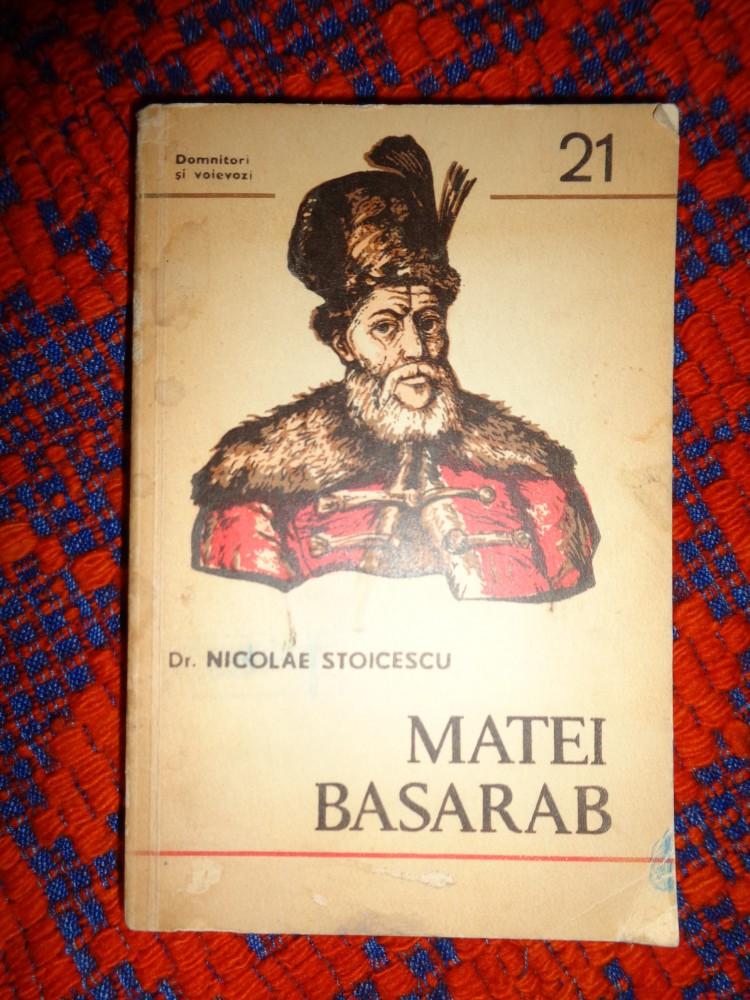 Domnitori
și voievozi
21
Dr. NICOLAE STOICESCU
MATEI
BASARAB